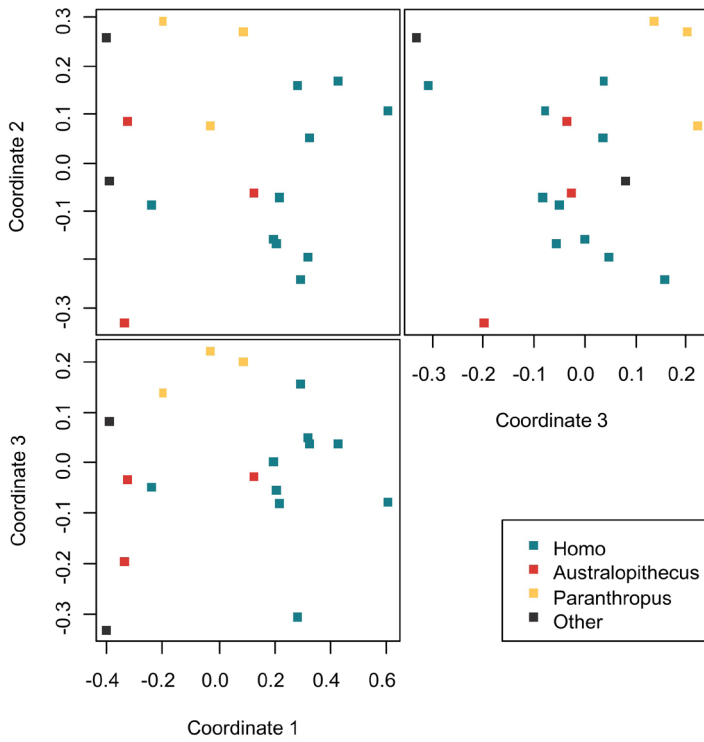 0.3
0.2
0.1
0.0
-0.1
-0.3
Coordinate 2
-0.3 -0.2 -0.1 0.0 0.1 0.2
Coordinate 3
0.2
0.1
0.0
-0.1
-0.2
-0.3
Coordinate 3
-0.4 -0.2 0.0 0.2 0.4 0.6
Coordinate 1
Homo
Australopithecus
Paranthropus
Other